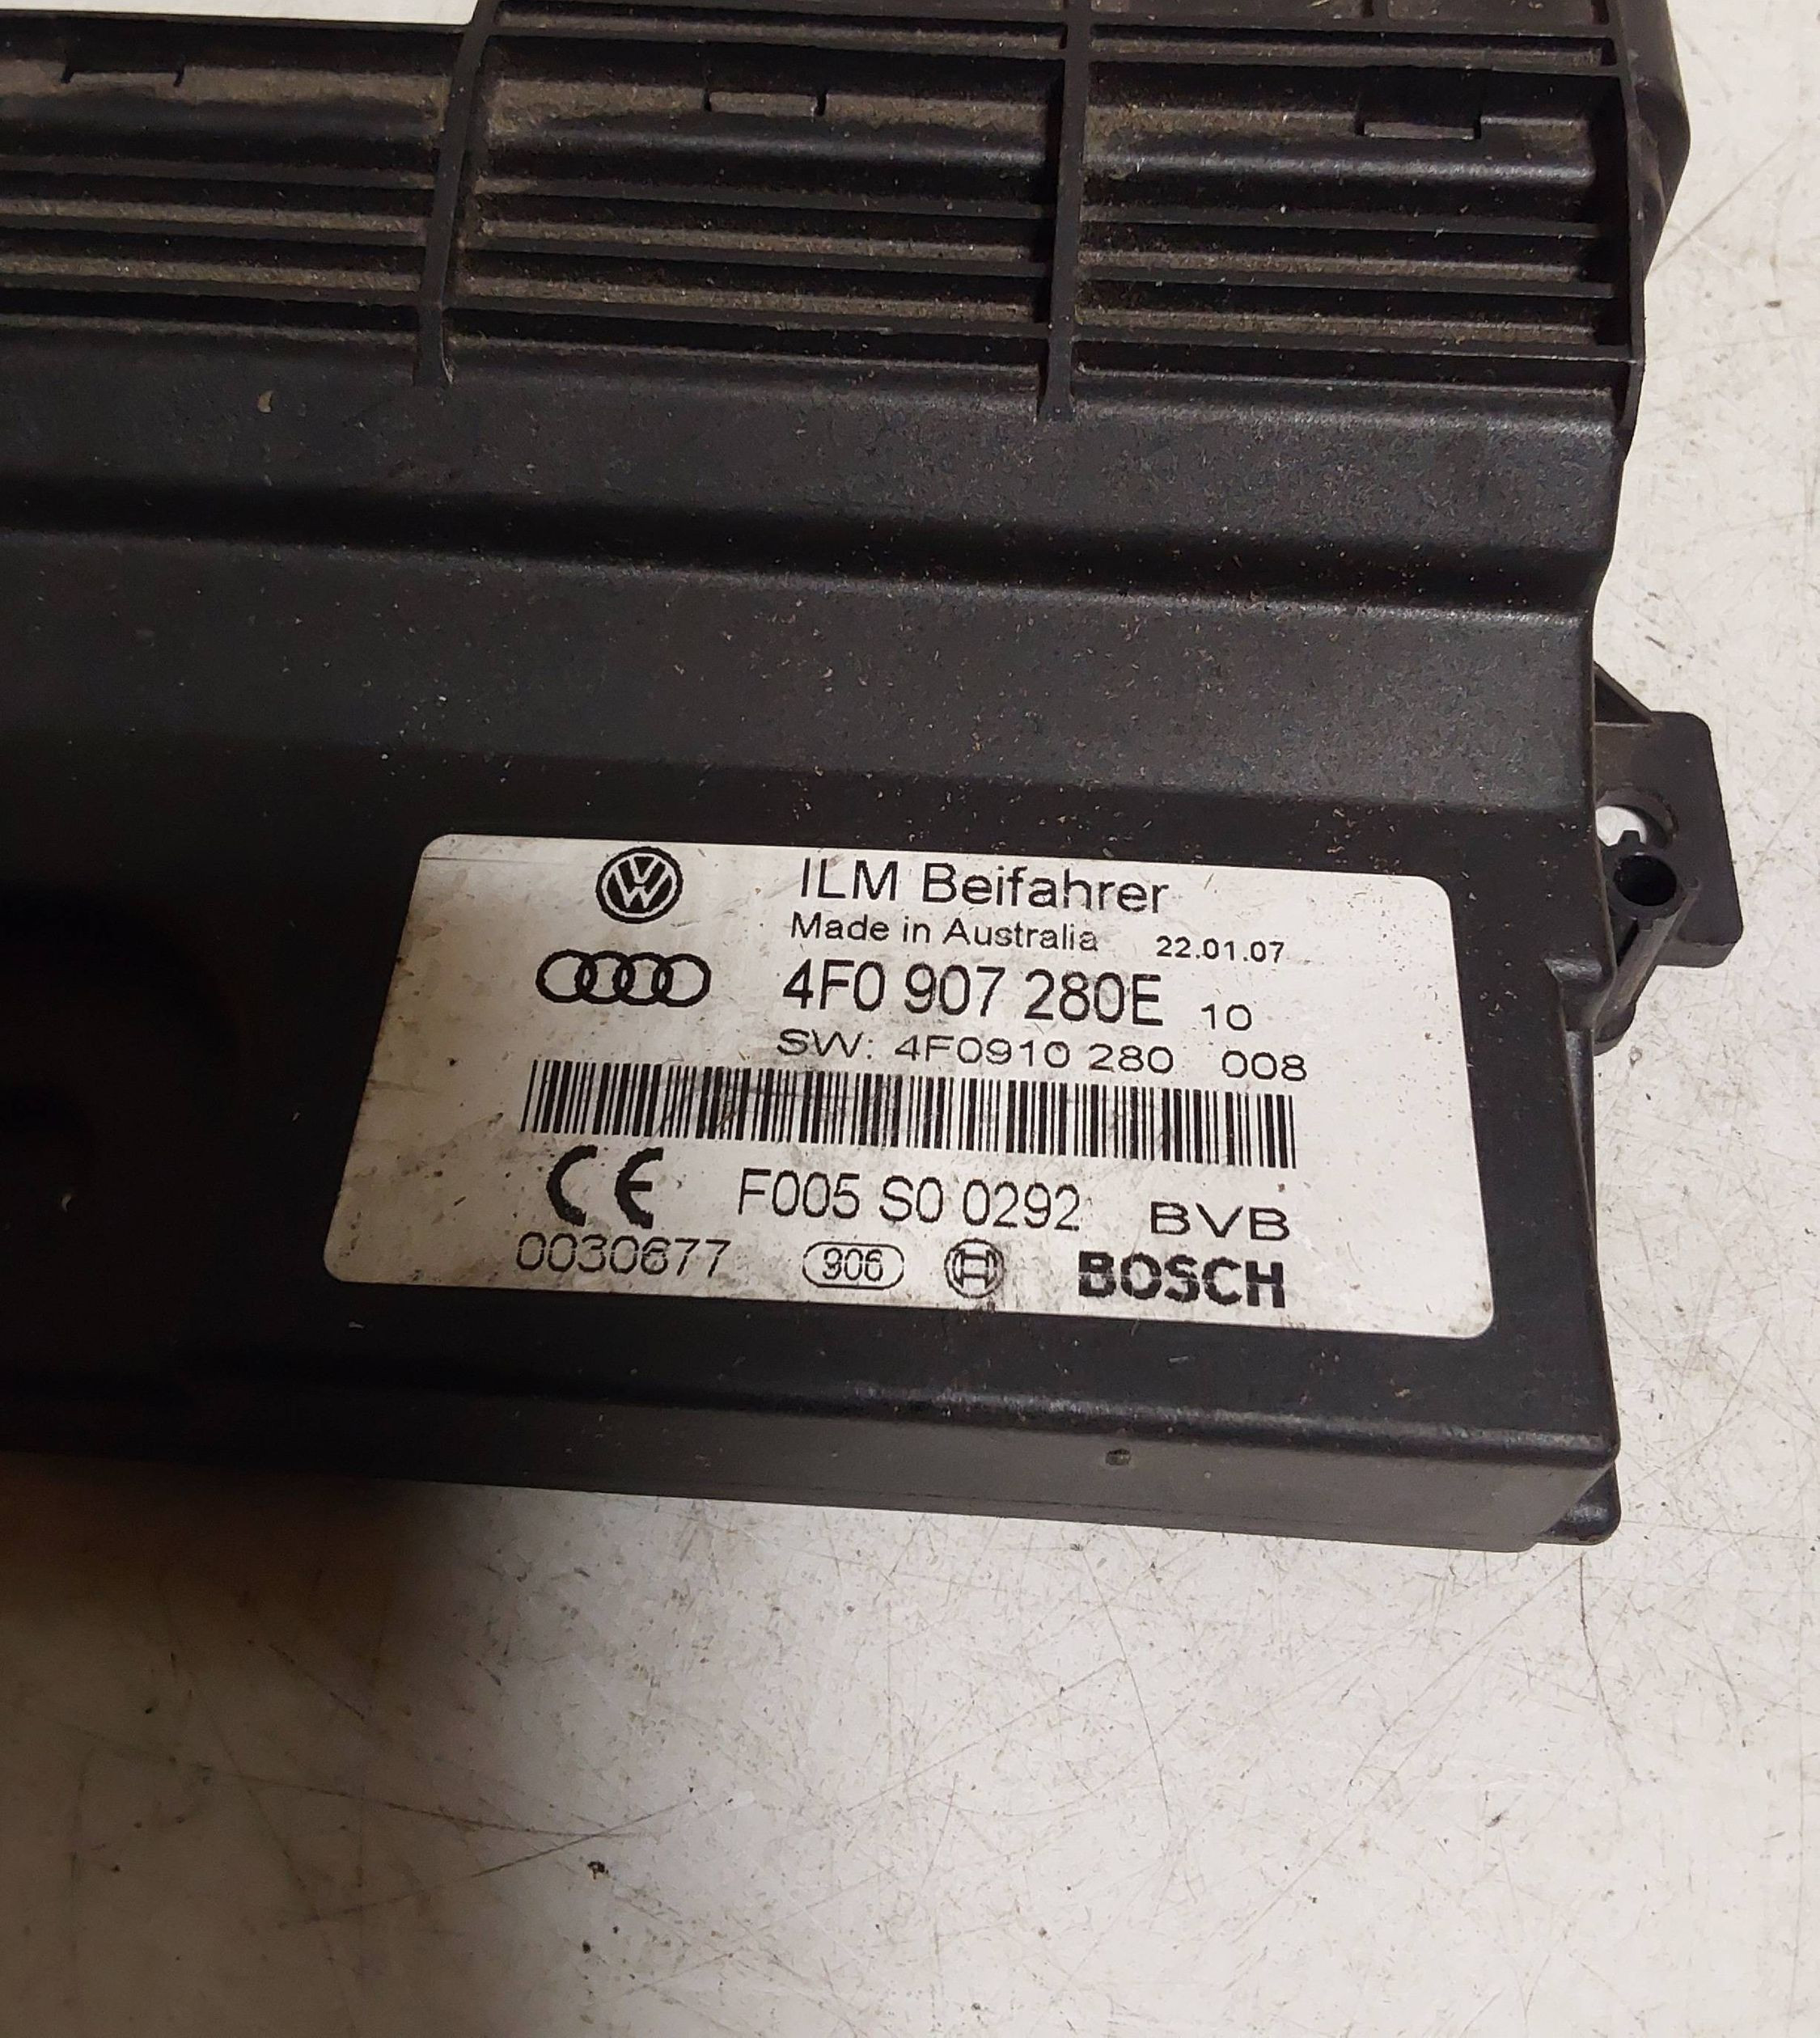 ILM Beifahrer
Made in Australia 22.01.07
4F0 907 280E 10
SW: 4F0910 280 008
CE F005 S0 0292 BVB
0030677 906 BOSCH